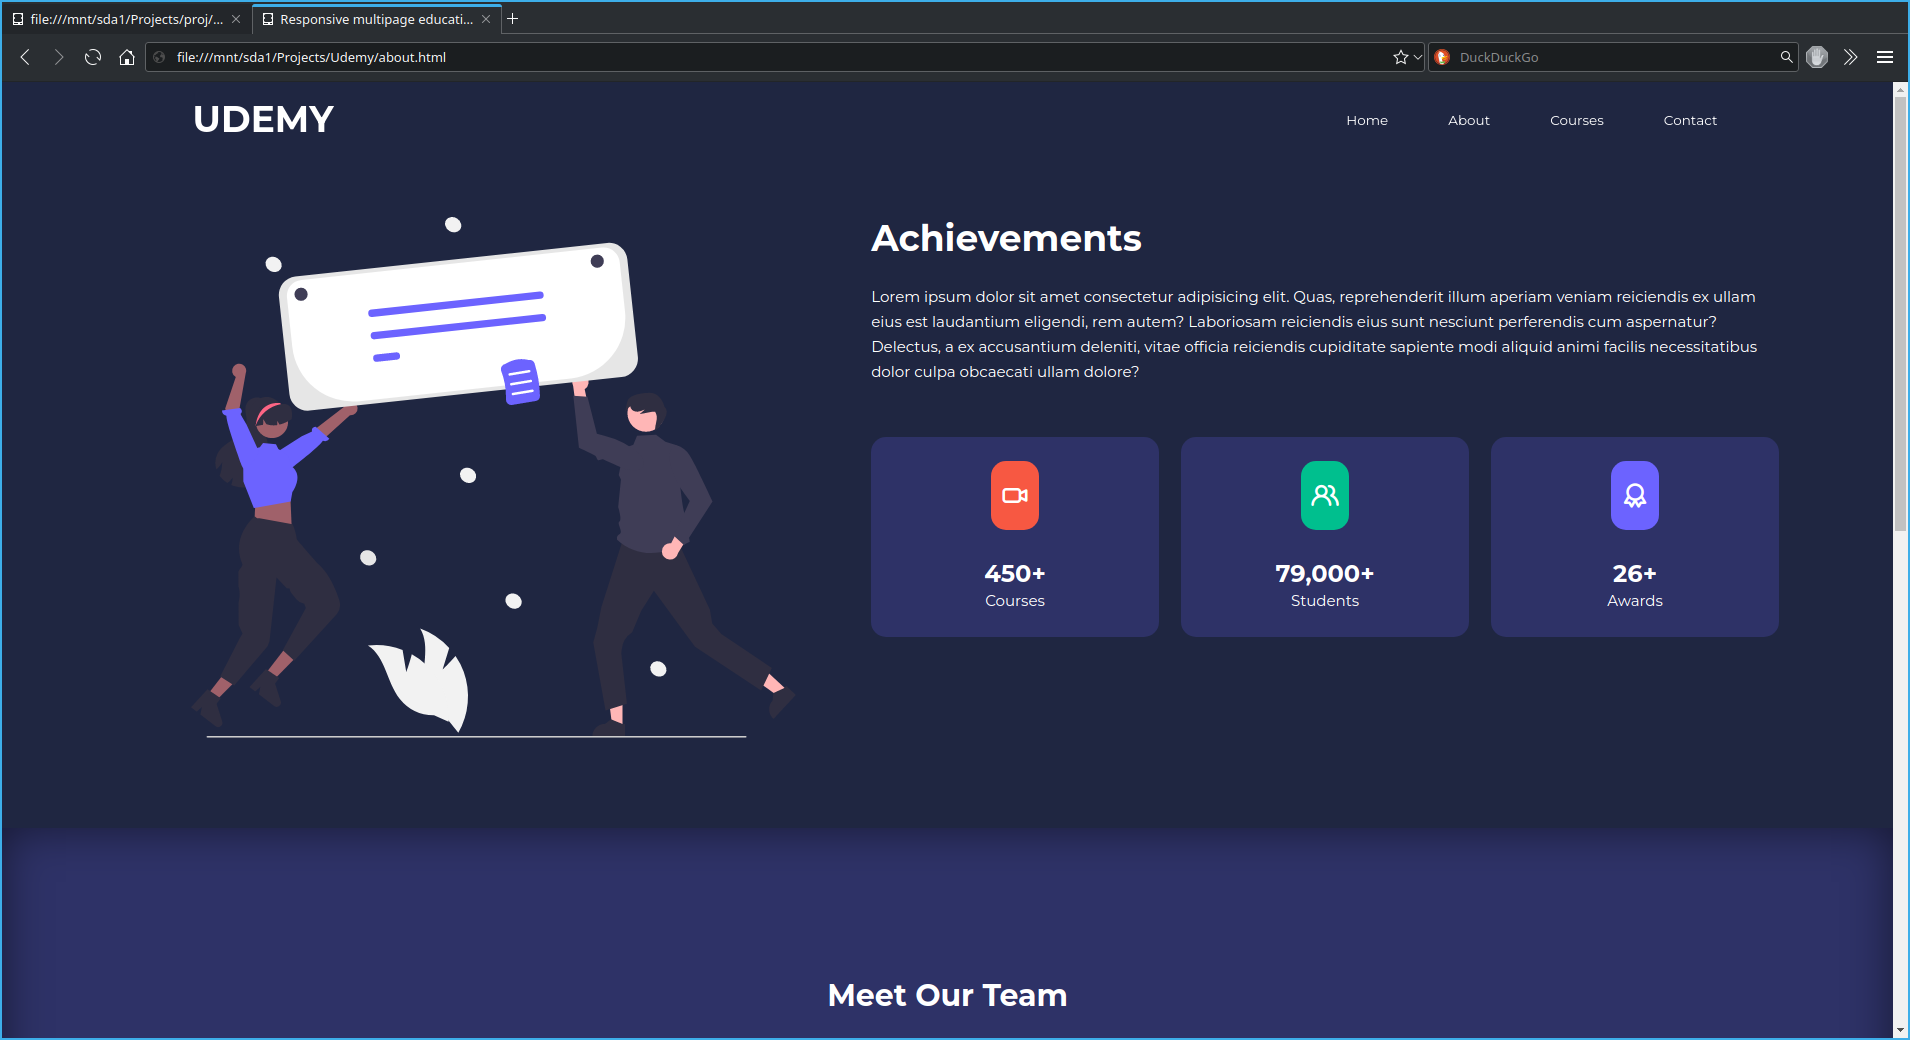 file:///mnt/sda1/Projects/proj/...
Responsive multipage educati...
file:///mnt/sda1/Projects/Udemy/about.html
DuckDuckGo
UDEMY
Home
About
Courses
Contact
Achievements
Lorem ipsum dolor sit amet consectetur adipisicing elit. Quas, reprehenderit illum aperiam veniam reiciendis ex ullam
eius est laudantium eligendi, rem autem? Laboriosam reiciendis eius sunt nesciunt perferendis cum aspernatur?
Delectus, a ex accusantium deleniti, vitae officia reiciendis cupiditate sapiente modi aliquid animi facilis necessitatibus
dolor culpa obcaecati ullam dolore?
450+
Courses
79,000+
Students
26+
Awards
Meet Our Team